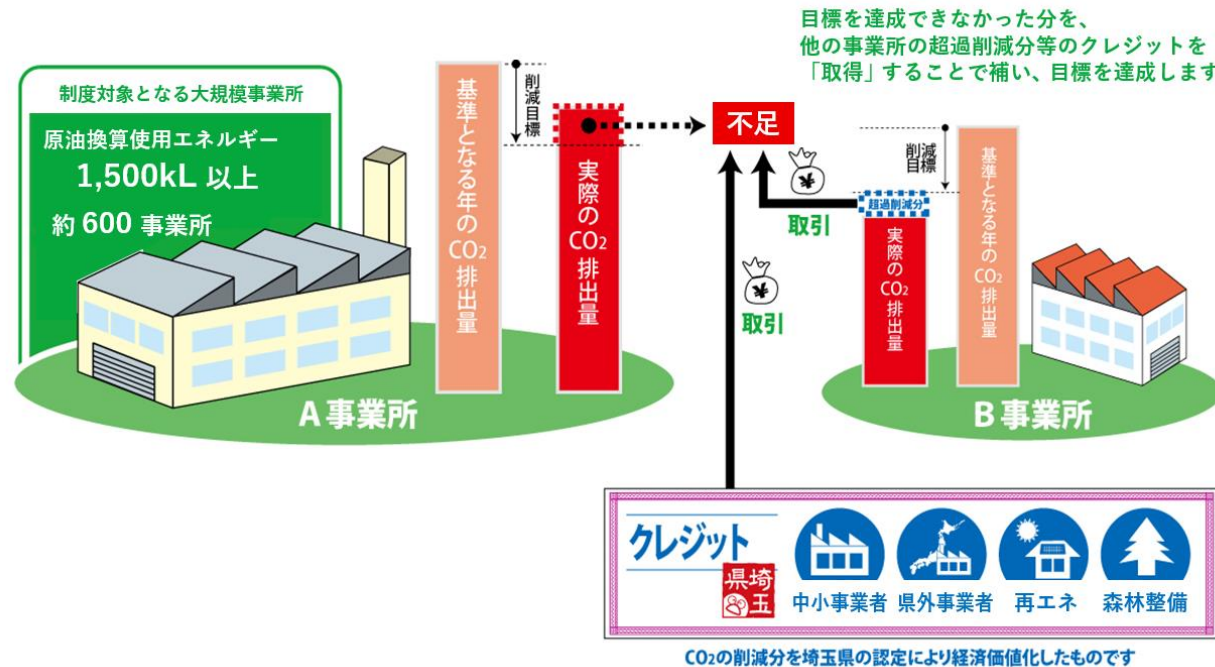 目標を達成できなかった分を、
他の事業所の超過削減分等のクレジットを
「取得」することで補い、目標を達成します
制度対象となる大規模事業所
原油換算使用エネルギー
1,500kL 以上
約 600 事業所
基準となる年のCO₂排出量
削減目標
実際のCO₂排出量
不足
取引
取引
超過削減分
実際のCO₂排出量
削減
目標
基準となる年のCO₂排出量
A事業所
B事業所
クレジット
埼玉県
中小事業者
県外事業者
再エネ
森林整備
CO₂の削減分を埼玉県の認定により経済価値化したものです